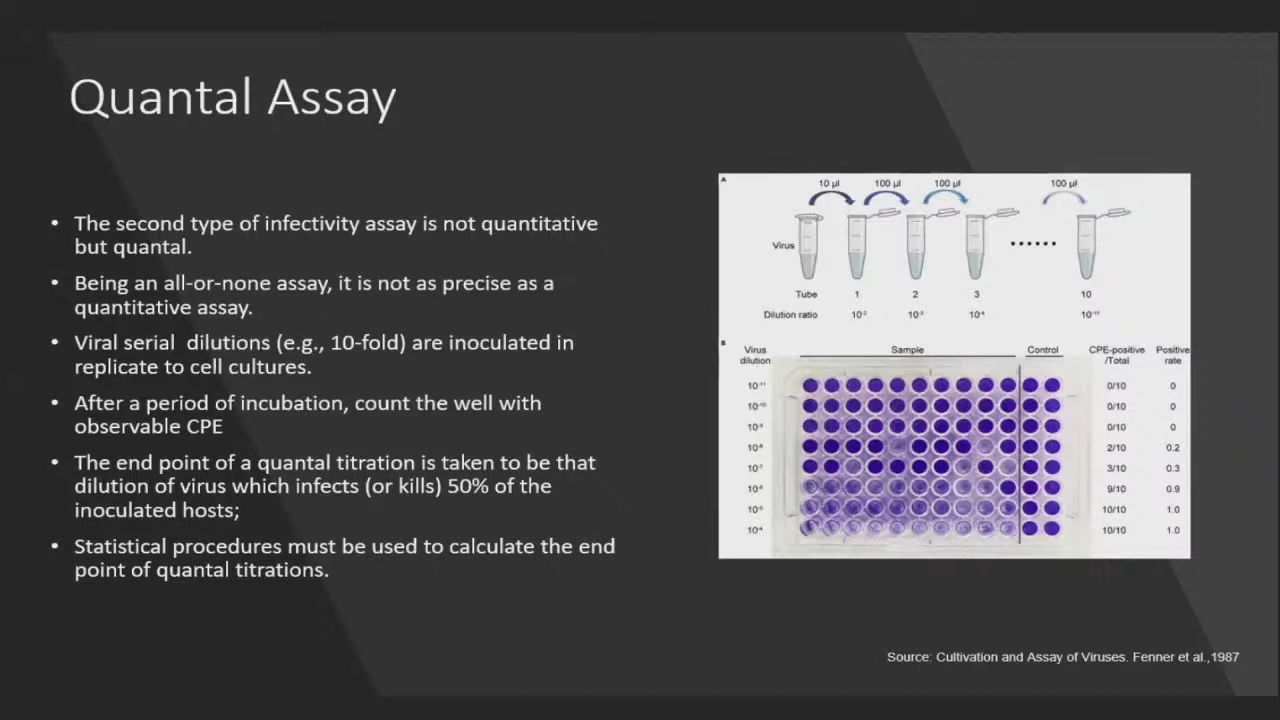 Quantal Assay
• The second type of infectivity assay is not quantitative
but quantal.
• Being an all-or-none assay, it is not as precise as a
quantitative assay.
• Viral serial  dilutions (e.g., 10-fold) are inoculated in
replicate to cell cultures.
• After a period of incubation, count the well with
observable CPE
• The end point of a quantal titration is taken to be that
dilution of virus which infects (or kills) 50% of the
inoculated hosts;
• Statistical procedures must be used to calculate the end
point of quantal titrations.
A
10 µl 100 µl 100 µl 100 µl
Virus
Tube 1 2 3 10
Dilution ratio 10⁻² 10⁻³ 10⁻⁴ 10⁻¹¹
B
Virus dilution Sample Control CPE-positive /Total Positive rate
10⁻¹¹ 0/10 0
10⁻¹⁰ 0/10 0
10⁻⁹ 0/10 0
10⁻⁸ 2/10 0.2
10⁻⁷ 3/10 0.3
10⁻⁶ 9/10 0.9
10⁻⁵ 10/10 1.0
10⁻⁴ 10/10 1.0
Source: Cultivation and Assay of Viruses. Fenner et al.,1987